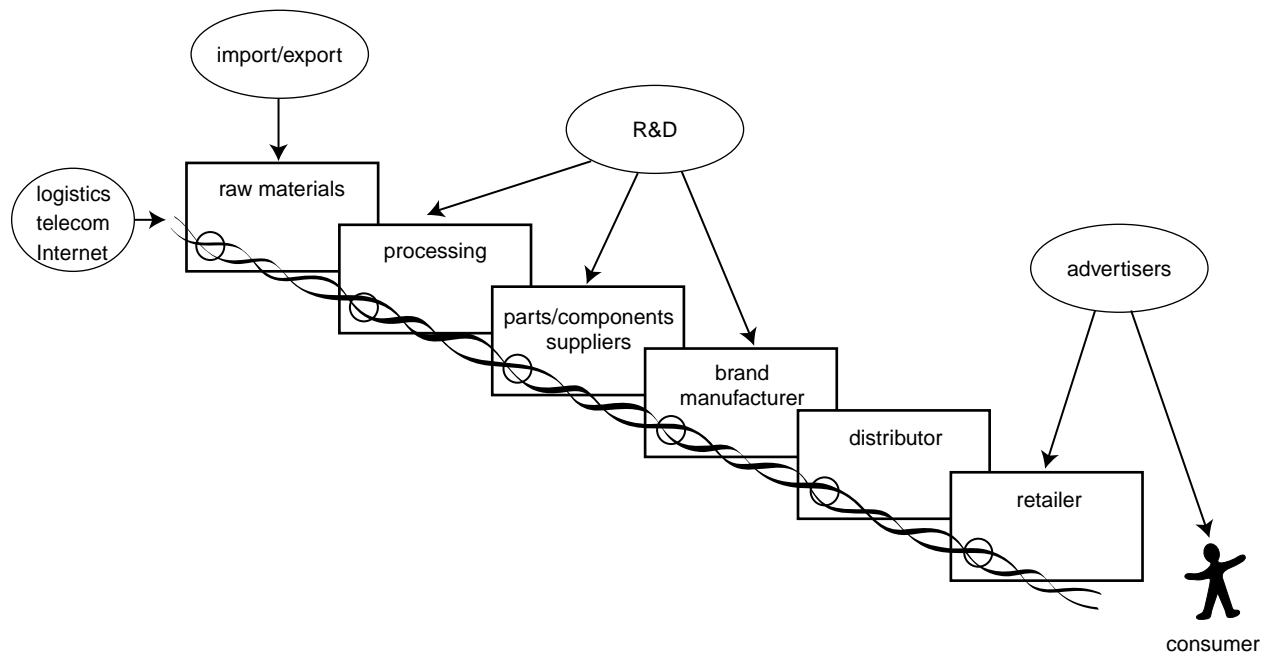 import/export
R&D
logistics
telecom
Internet
raw materials
processing
advertisers
parts/components
suppliers
brand
manufacturer
distributor
retailer
consumer